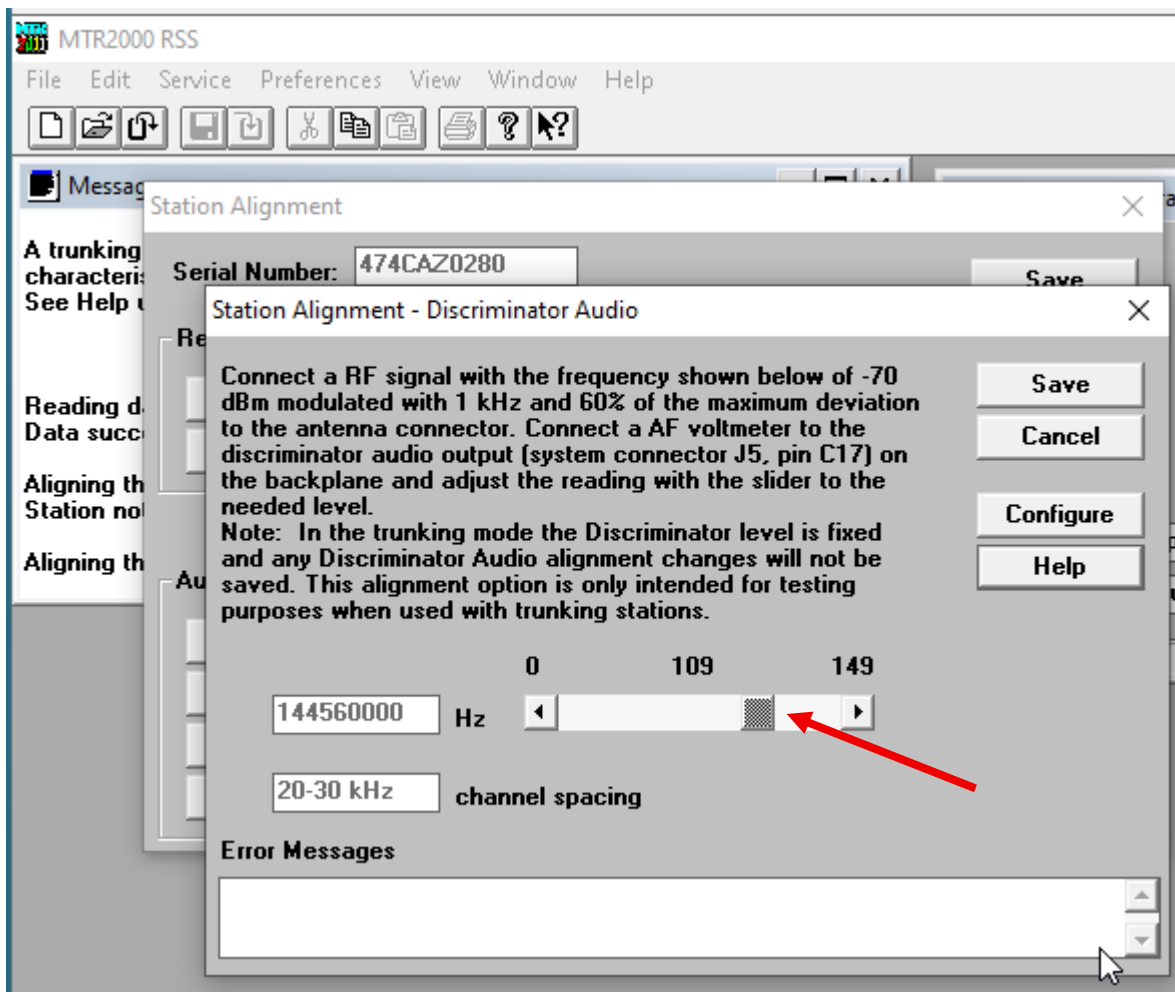 MTR2000 RSS
File Edit Service Preferences View Window Help
Messag
A trunking
characteris
See Help u
Reading d
Data succ
Aligning th
Station no
Aligning th
Station Alignment
Serial Number: 474CAZ0280
Save
Re
Au
Station Alignment - Discriminator Audio
Connect a RF signal with the frequency shown below of -70
dBm modulated with 1 kHz and 60% of the maximum deviation
to the antenna connector. Connect a AF voltmeter to the
discriminator audio output (system connector J5, pin C17) on
the backplane and adjust the reading with the slider to the
needed level.
Note: In the trunking mode the Discriminator level is fixed
and any Discriminator Audio alignment changes will not be
saved. This alignment option is only intended for testing
purposes when used with trunking stations.
Save
Cancel
Configure
Help
0 109 149
144560000 Hz
20-30 kHz channel spacing
Error Messages